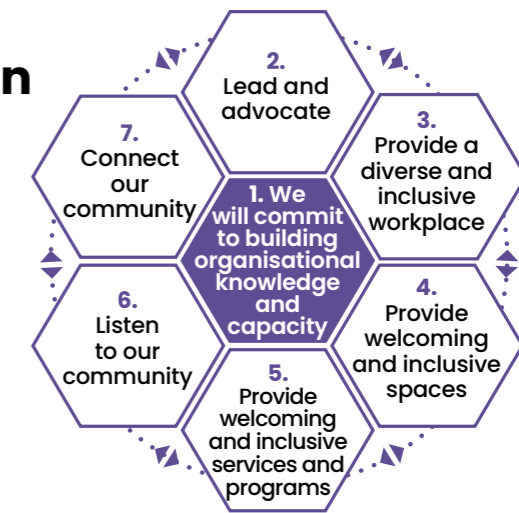 n
1. We
will commit
to building
organisational
knowledge
and
capacity
2.
Lead and
advocate
3.
Provide a
diverse and
inclusive
workplace
4.
Provide
welcoming
and inclusive
spaces
5.
Provide
welcoming
and inclusive
services and
programs
6.
Listen
to our
community
7.
Connect
our
community